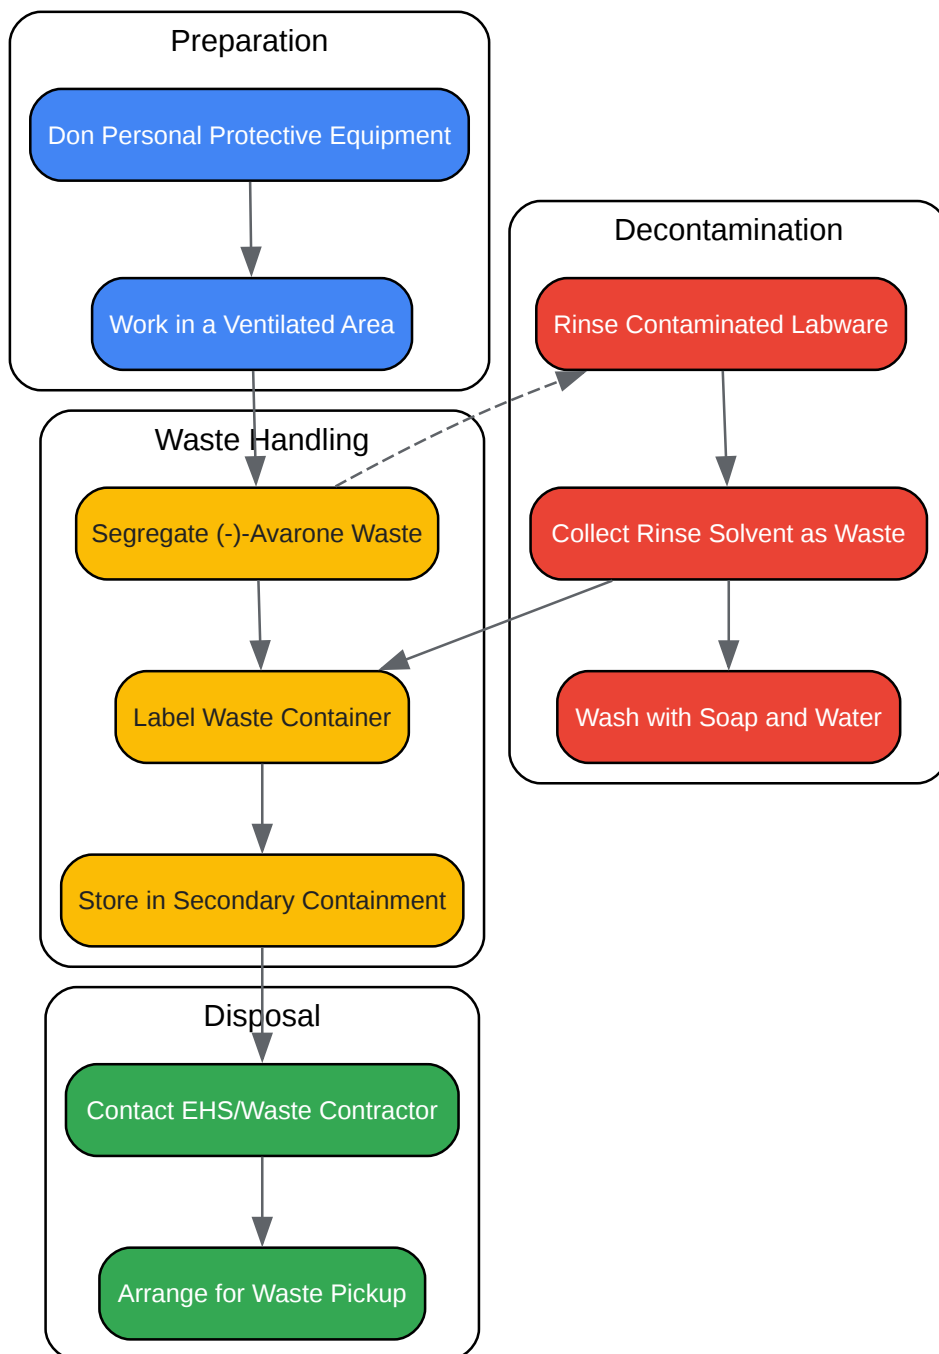 Preparation
Don Personal Protective Equipment
Work in a Ventilated Area
Decontamination
Rinse Contaminated Labware
Collect Rinse Solvent as Waste
Wash with Soap and Water
Waste Handling
Segregate (-)-Avarone Waste
Label Waste Container
Store in Secondary Containment
Disposal
Contact EHS/Waste Contractor
Arrange for Waste Pickup